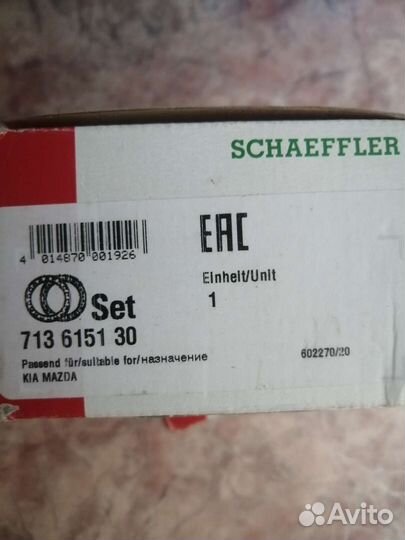 SCHAEFFLER
EAC
4 014870 001926
Einheit/Unit
1
Set
713 6151 30
Passend für/suitable for/назначение
602270/20
KIA MAZDA
Avito